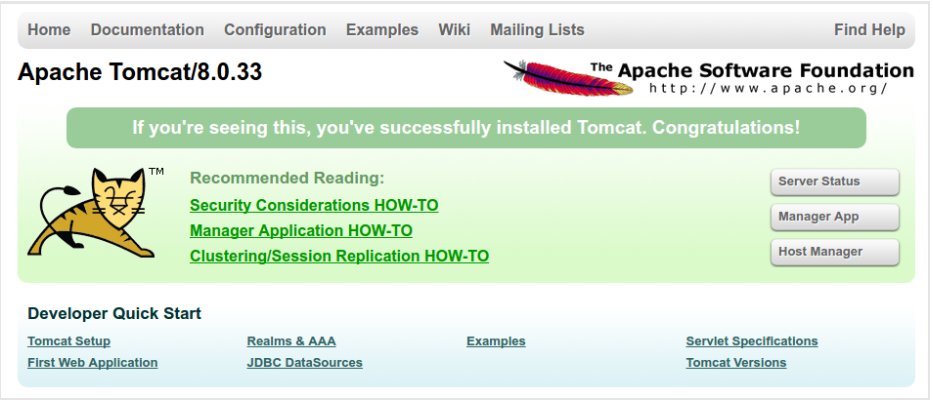 Home Documentation Configuration Examples Wiki Mailing Lists Find Help
Apache Tomcat/8.0.33
The Apache Software Foundation
http://www.apache.org/
If you're seeing this, you've successfully installed Tomcat. Congratulations!
TM
Recommended Reading:
Security Considerations HOW-TO
Manager Application HOW-TO
Clustering/Session Replication HOW-TO
Server Status
Manager App
Host Manager
Developer Quick Start
Tomcat Setup Realms & AAA Examples Servlet Specifications
First Web Application JDBC DataSources Tomcat Versions